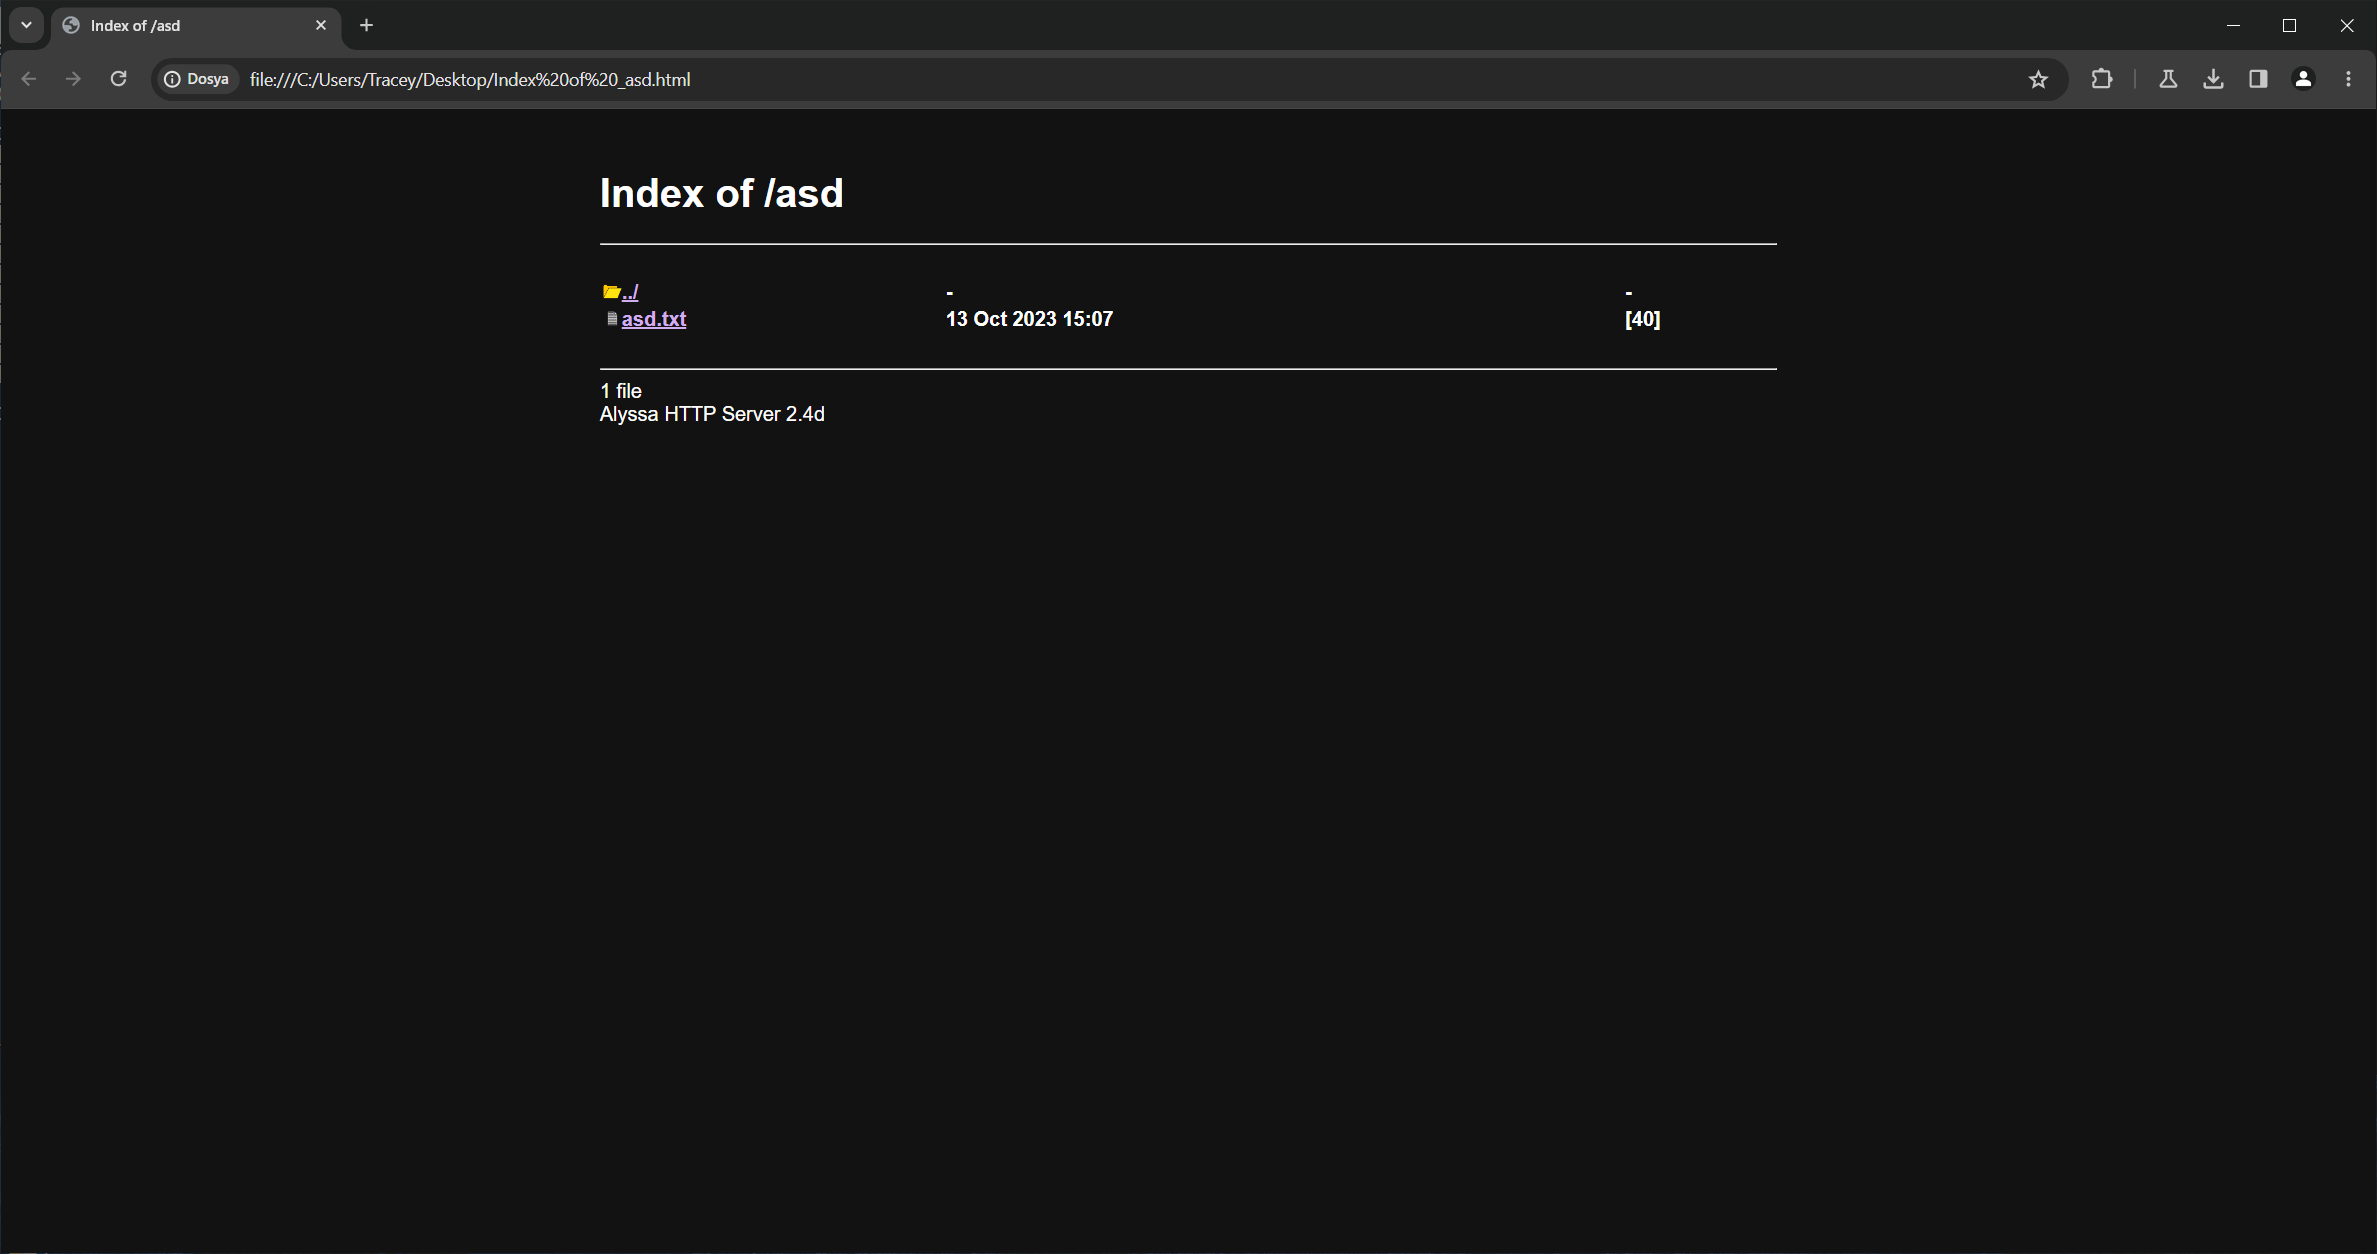 Index of /asd
Dosya file:///C:/Users/Tracey/Desktop/Index%20of%20_asd.html
Index of /asd
../ - -
asd.txt 13 Oct 2023 15:07 [40]
1 file
Alyssa HTTP Server 2.4d